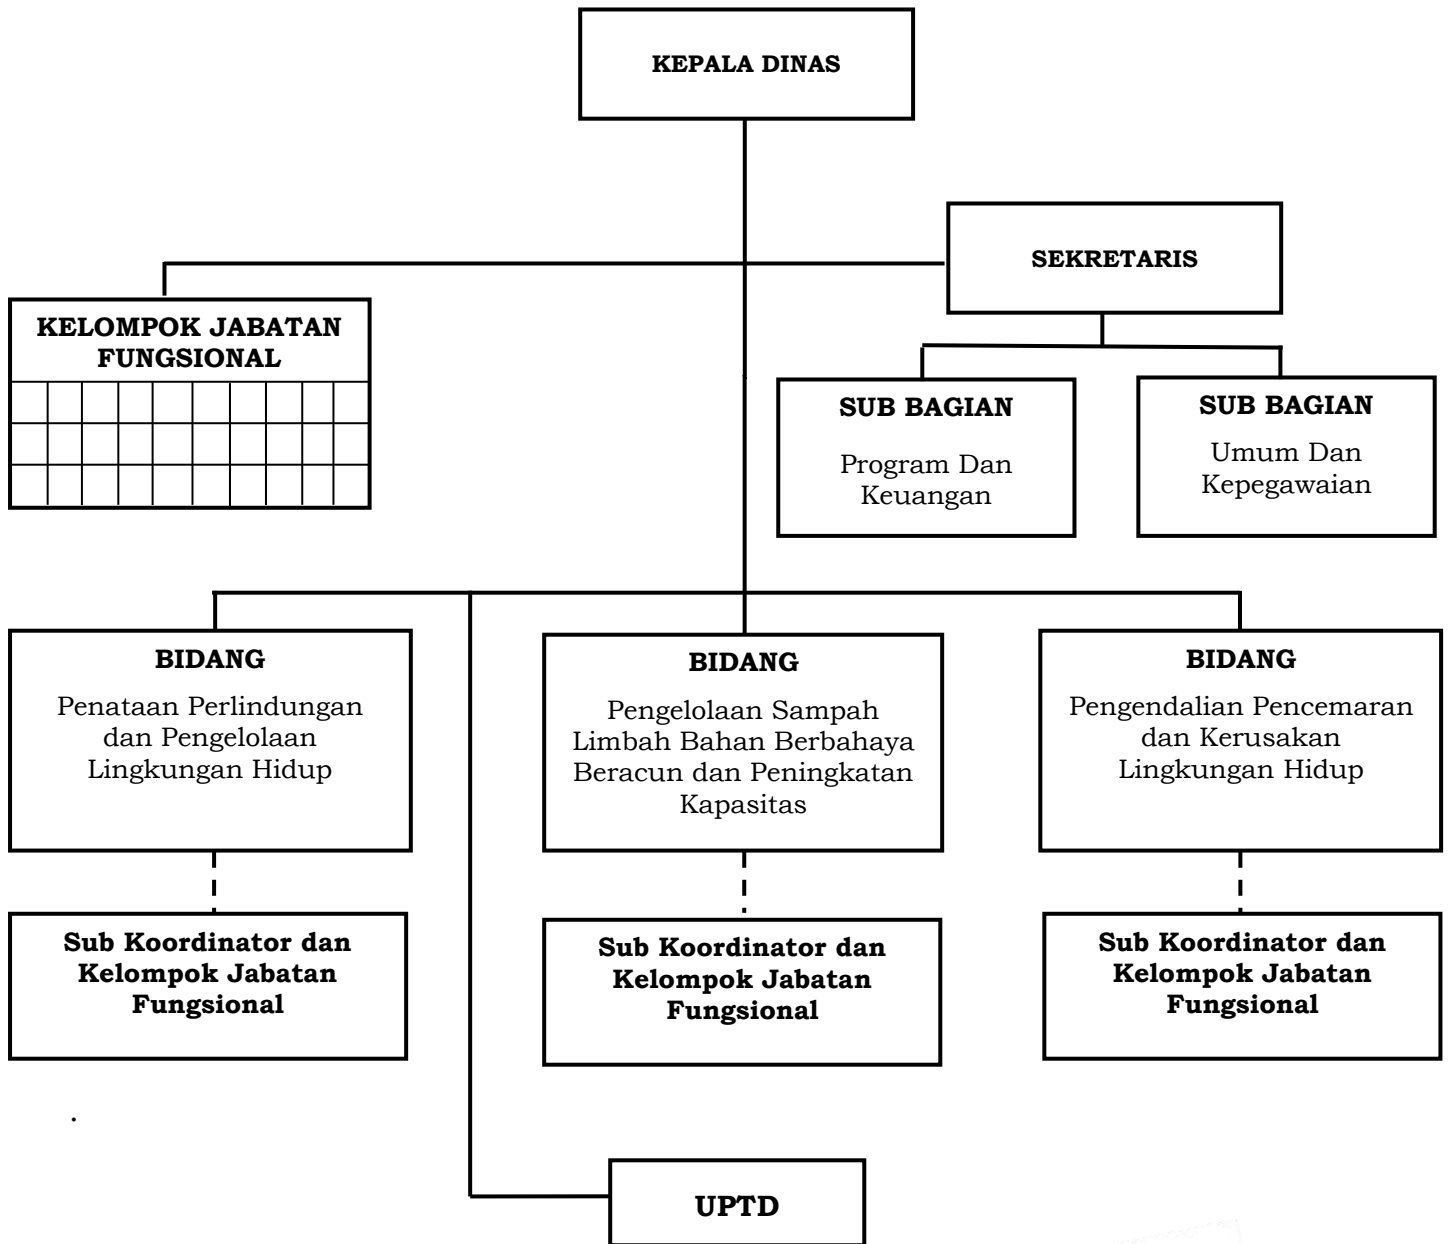 KEPALA DINAS
SEKRETARIS
KELOMPOK JABATAN
FUNGSIONAL
SUB BAGIAN
Program Dan
Keuangan
SUB BAGIAN
Umum Dan
Kepegawaian
BIDANG
Penataan Perlindungan
dan Pengelolaan
Lingkungan Hidup
BIDANG
Pengelolaan Sampah
Limbah Bahan Berbahaya
Beracun dan Peningkatan
Kapasitas
BIDANG
Pengendalian Pencemaran
dan Kerusakan
Lingkungan Hidup
Sub Koordinator dan
Kelompok Jabatan
Fungsional
Sub Koordinator dan
Kelompok Jabatan
Fungsional
Sub Koordinator dan
Kelompok Jabatan
Fungsional
.
UPTD